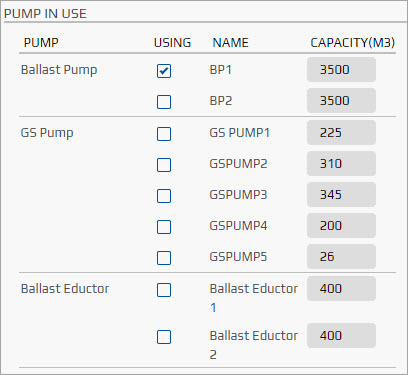 PUMP IN USE
PUMP USING NAME CAPACITY(M3)
Ballast Pump BP1 3500
BP2 3500
GS Pump GS PUMP1 225
GSPUMP2 310
GSPUMP3 345
GSPUMP4 200
GSPUMP5 26
Ballast Eductor Ballast Eductor 400
1
Ballast Eductor 400
2